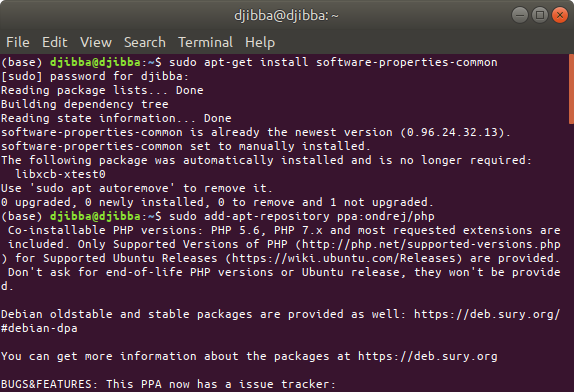 djibba@djibba: ~
File Edit View Search Terminal Help
(base) djibba@djibba:~$ sudo apt-get install software-properties-common
[sudo] password for djibba:
Reading package lists... Done
Building dependency tree
Reading state information... Done
software-properties-common is already the newest version (0.96.24.32.13).
software-properties-common set to manually installed.
The following package was automatically installed and is no longer required:
  libxcb-xtest0
Use 'sudo apt autoremove' to remove it.
0 upgraded, 0 newly installed, 0 to remove and 1 not upgraded.
(base) djibba@djibba:~$ sudo add-apt-repository ppa:ondrej/php
 Co-installable PHP versions: PHP 5.6, PHP 7.x and most requested extensions are
 included. Only Supported Versions of PHP (http://php.net/supported-versions.php
) for Supported Ubuntu Releases (https://wiki.ubuntu.com/Releases) are provided.
 Don't ask for end-of-life PHP versions or Ubuntu release, they won't be provide
d.
Debian oldstable and stable packages are provided as well: https://deb.sury.org/
#debian-dpa
You can get more information about the packages at https://deb.sury.org
BUGS&FEATURES: This PPA now has a issue tracker: